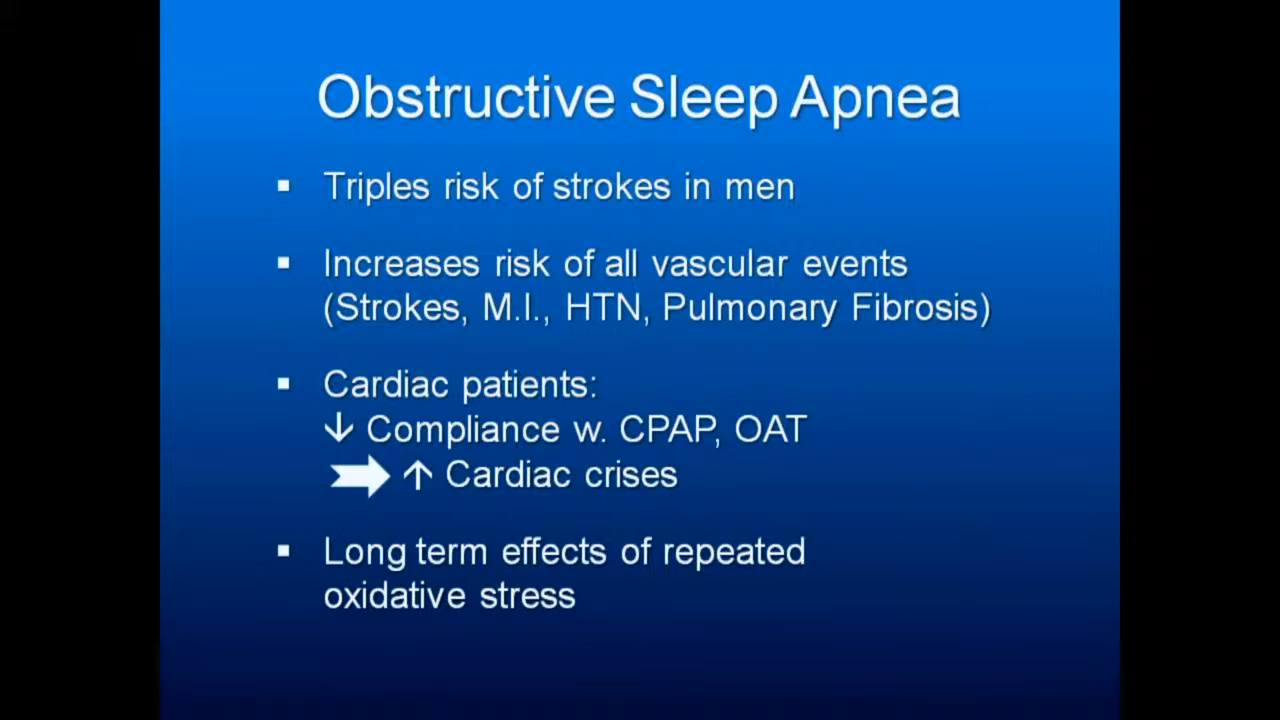 Obstructive Sleep Apnea
▪ Triples risk of strokes in men
▪ Increases risk of all vascular events
(Strokes, M.I., HTN, Pulmonary Fibrosis)
▪ Cardiac patients:
↓ Compliance w. CPAP, OAT
➡ ↑ Cardiac crises
▪ Long term effects of repeated
oxidative stress